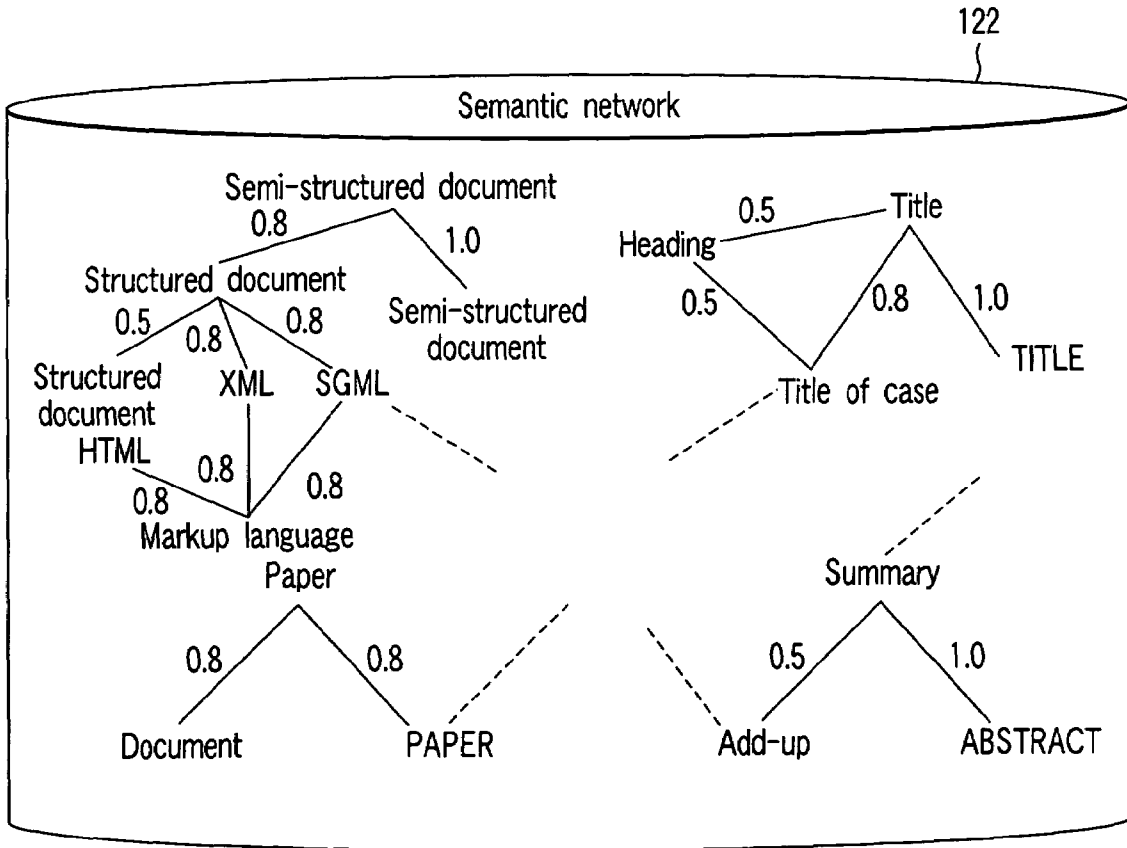 122
Semantic network
Semi-structured document
0.8
1.0
Structured document
Semi-structured
document
0.5
0.8
0.8
Structured
document
HTML
XML
SGML
0.8
0.8
0.8
Markup language
Title
0.5
Heading
0.5
0.8
1.0
TITLE
Title of case
Paper
0.8
0.8
Document
PAPER
Summary
0.5
1.0
Add-up
ABSTRACT